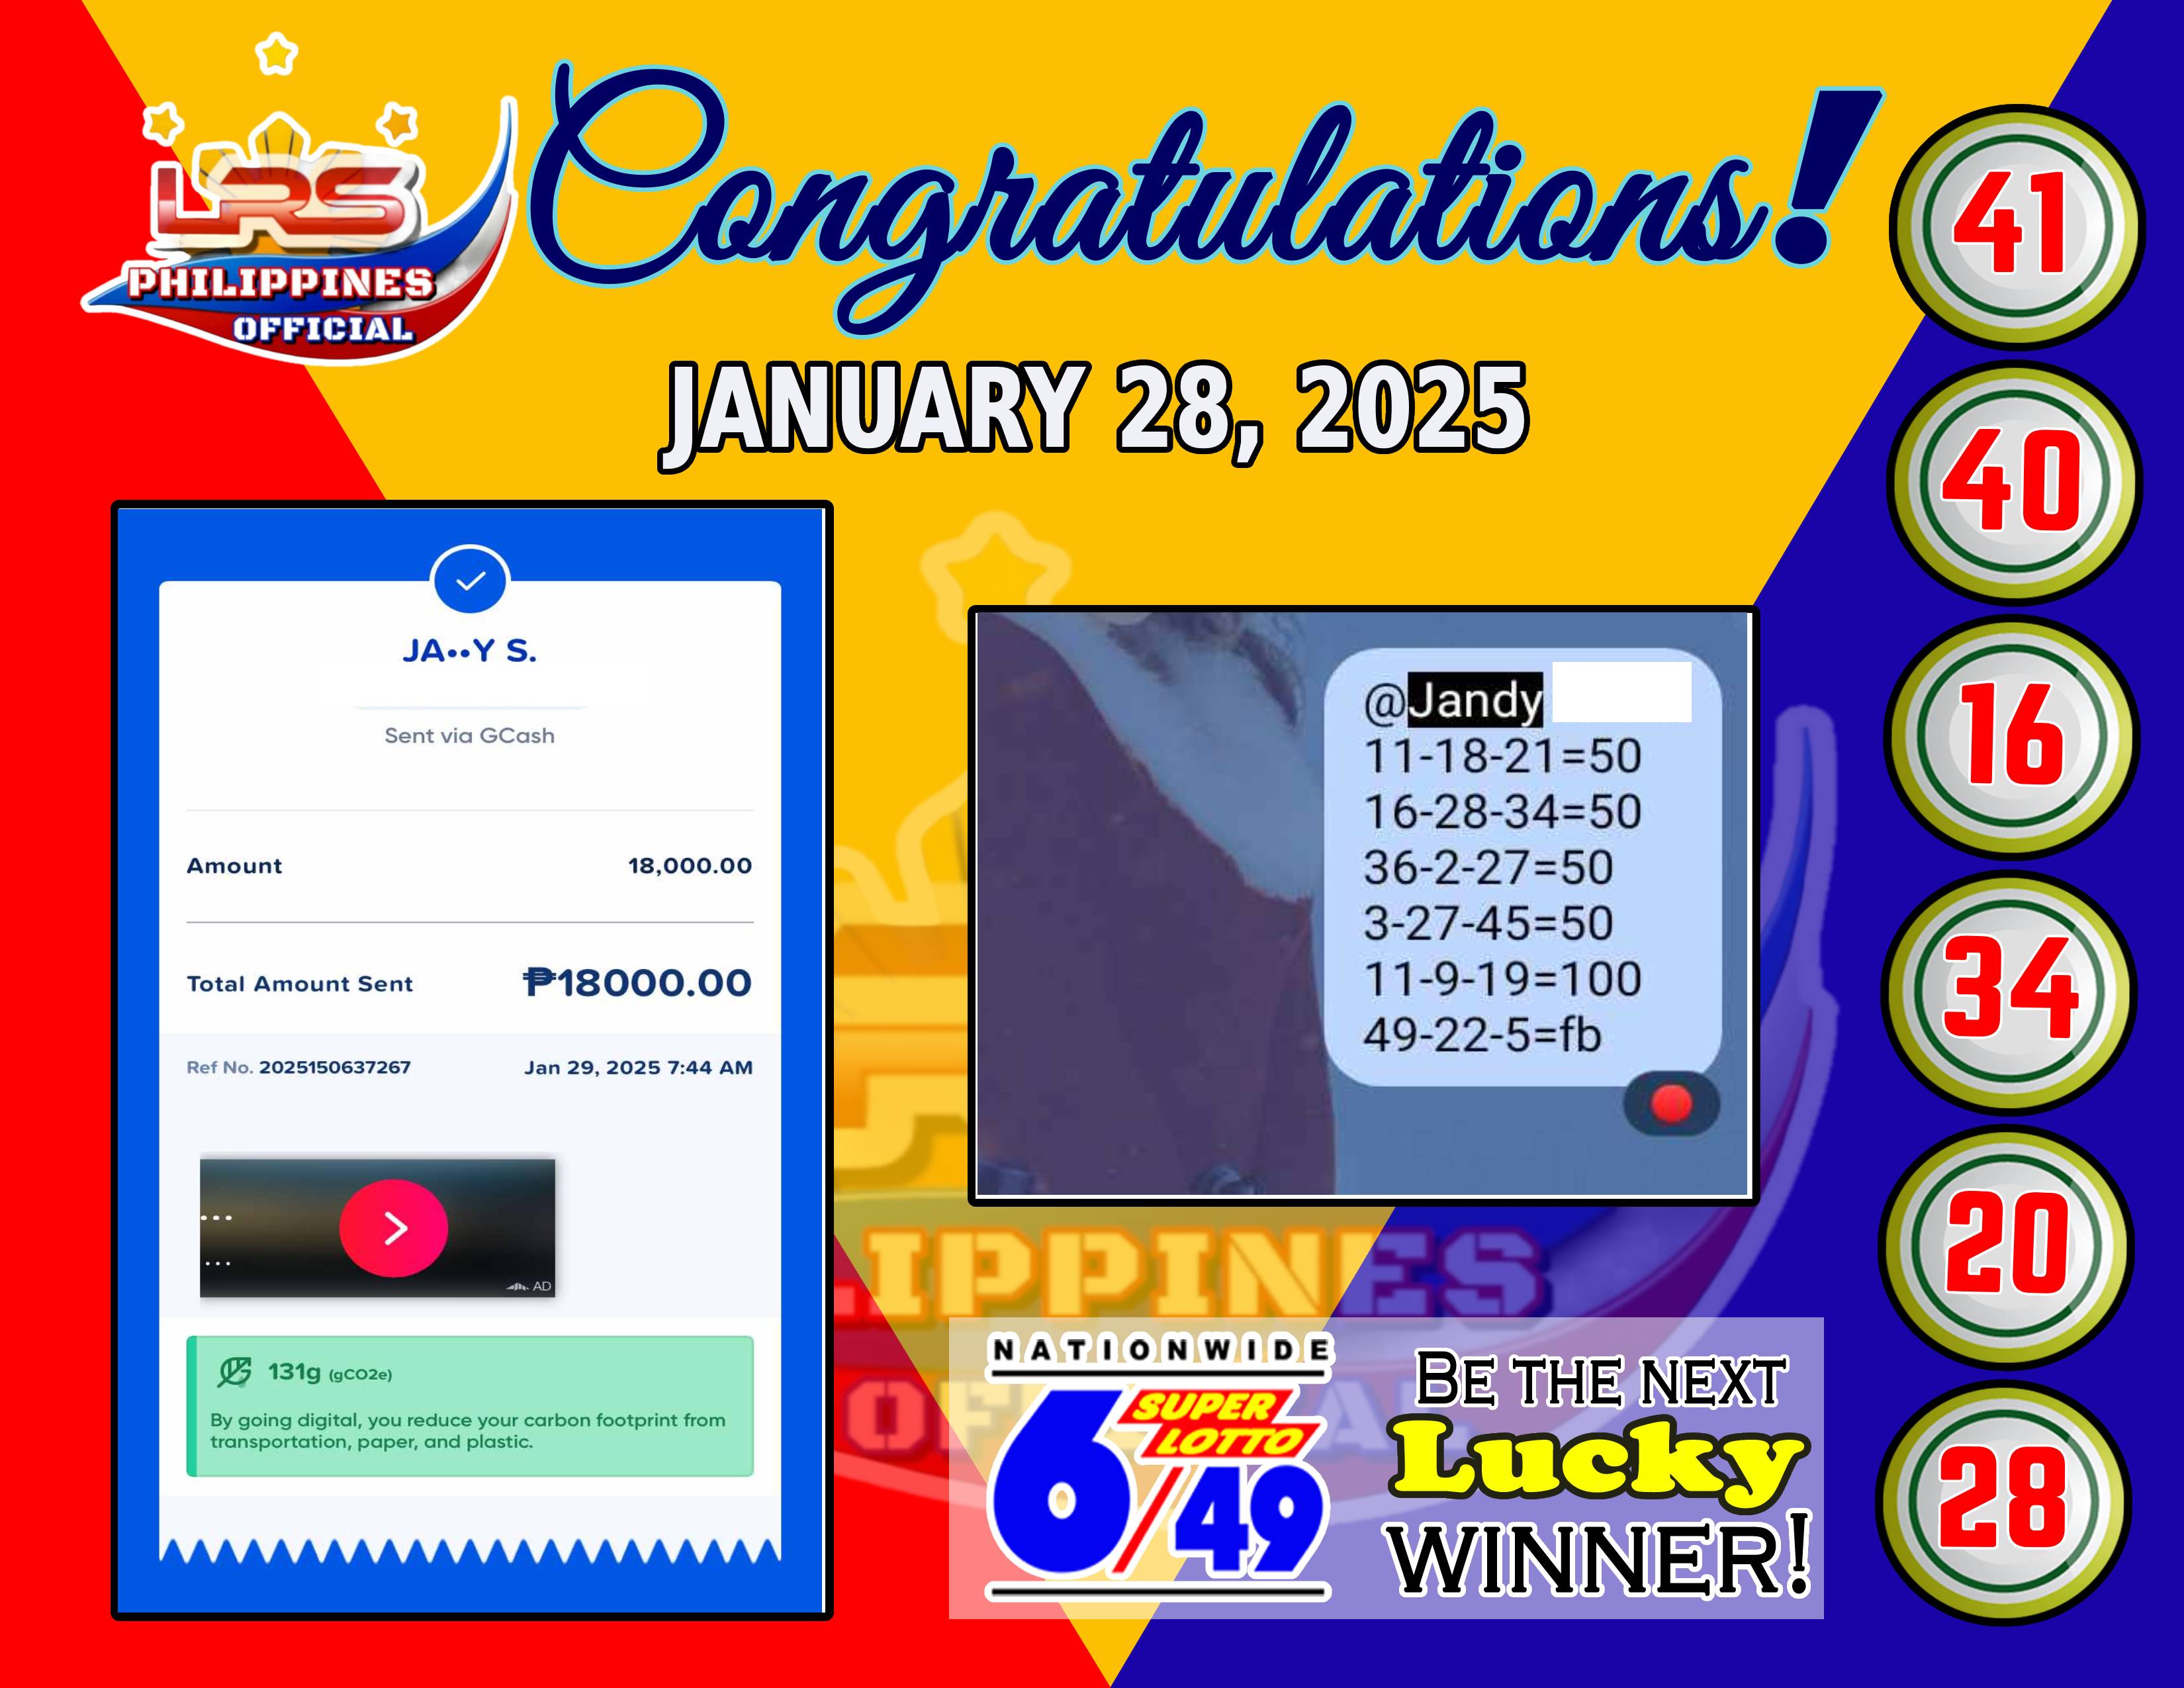 LRS
PHILIPPINES
OFFICIAL
Congratulations!
JANUARY 28, 2025
JA••Y S.
Sent via GCash
Amount 18,000.00
Total Amount Sent ₱18000.00
Ref No. 2025150637267 Jan 29, 2025 7:44 AM
...
...
AD
131g (gCO2e)
By going digital, you reduce your carbon footprint from
transportation, paper, and plastic.
@Jandy
11-18-21=50
16-28-34=50
36-2-27=50
3-27-45=50
11-9-19=100
49-22-5=fb
NATIONWIDE
SUPER
LOTTO
6/49
BE THE NEXT
Lucky
WINNER!
41
40
16
34
20
28